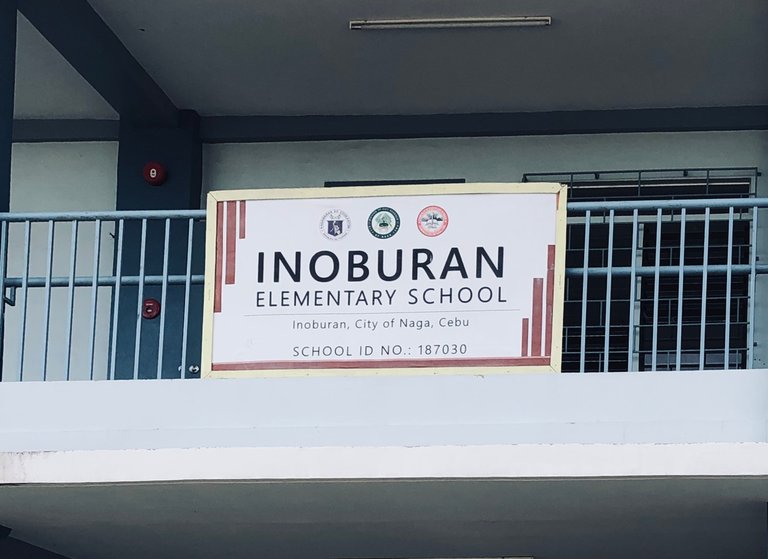 INOBURAN
ELEMENTARY SCHOOL
Inoburan, City of Naga, Cebu
SCHOOL ID NO.: 187030